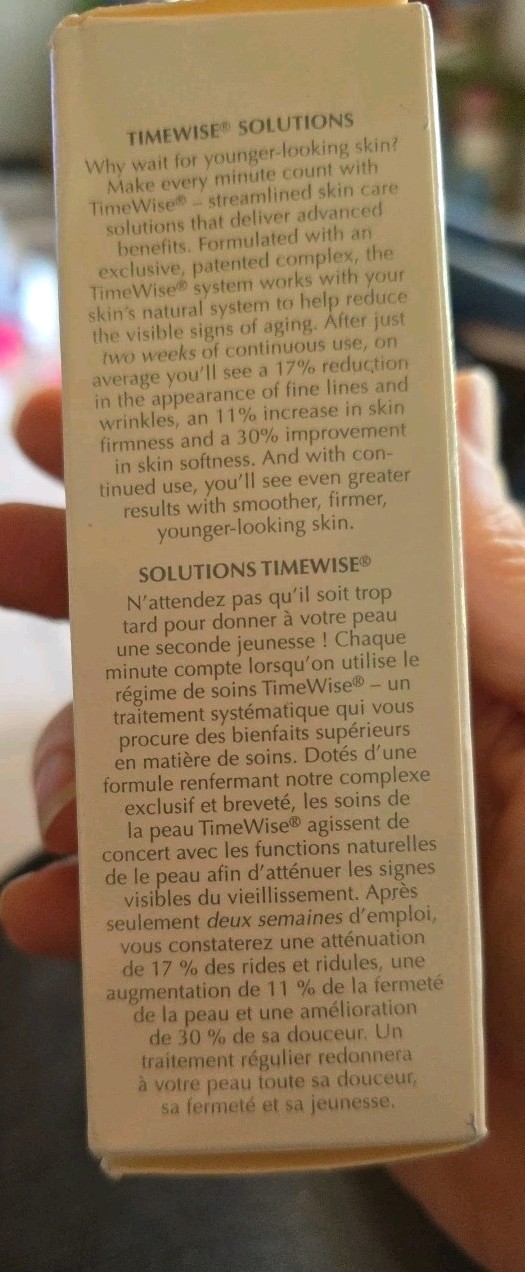 TIMEWISE® SOLUTIONS
Why wait for younger-looking skin?
Make every minute count with
TimeWise® – streamlined skin care
solutions that deliver advanced
benefits. Formulated with an
exclusive, patented complex, the
TimeWise® system works with your
skin's natural system to help reduce
the visible signs of aging. After just
two weeks of continuous use, on
average you'll see a 17% reduction
in the appearance of fine lines and
wrinkles, an 11% increase in skin
firmness and a 30% improvement
in skin softness. And with con-
tinued use, you'll see even greater
results with smoother, firmer,
younger-looking skin.
SOLUTIONS TIMEWISE®
N'attendez pas qu'il soit trop
tard pour donner à votre peau
une seconde jeunesse ! Chaque
minute compte lorsqu'on utilise le
régime de soins TimeWise® – un
traitement systématique qui vous
procure des bienfaits supérieurs
en matière de soins. Dotés d'une
formule renfermant notre complexe
exclusif et breveté, les soins de
la peau TimeWise® agissent de
concert avec les functions naturelles
de le peau afin d'atténuer les signes
visibles du vieillissement. Après
seulement deux semaines d'emploi,
vous constaterez une atténuation
de 17 % des rides et ridules, une
augmentation de 11 % de la fermeté
de la peau et une amélioration
de 30 % de sa douceur. Un
traitement régulier redonnera
à votre peau toute sa douceur,
sa fermeté et sa jeunesse.